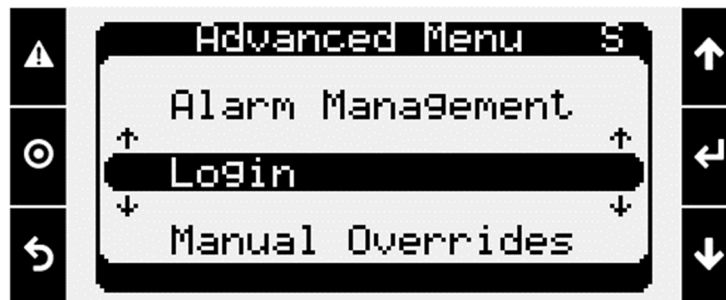 Advanced Menu S
Alarm Management
Login
Manual Overrides